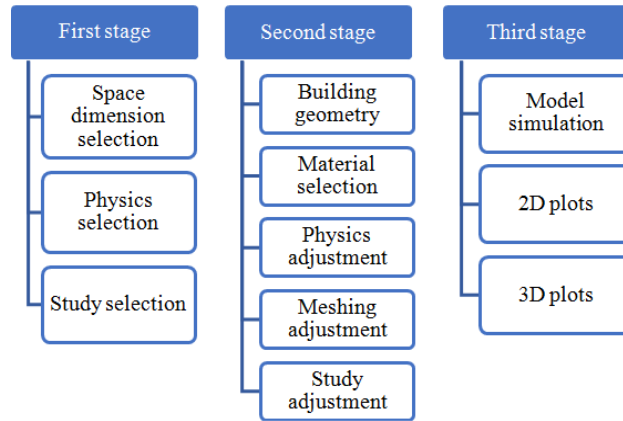 First stage
Space
dimension
selection
Physics
selection
Study selection
Second stage
Building
geometry
Material
selection
Physics
adjustment
Meshing
adjustment
Study
adjustment
Third stage
Model
simulation
2D plots
3D plots